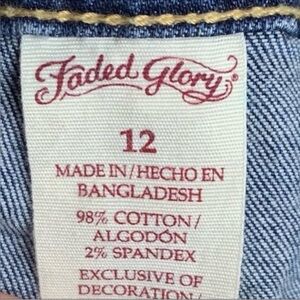 Faded Glory®
12
MADE IN/HECHO EN
BANGLADESH
98% COTTON/
ALGODÓN
2% SPANDEX
EXCLUSIVE OF
DECORATION/